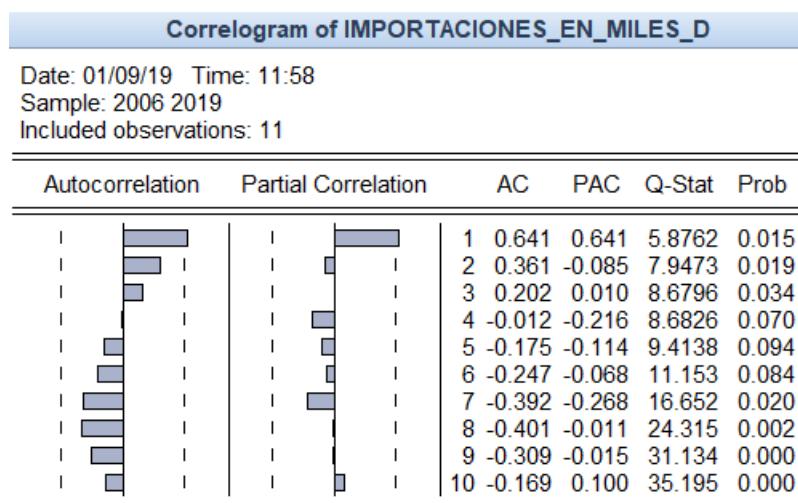 Correlogram of IMPORTACIONES_EN_MILES_D
Date: 01/09/19 Time: 11:58
Sample: 2006 2019
Included observations: 11
Autocorrelation Partial Correlation AC PAC Q-Stat Prob
1 0.641 0.641 5.8762 0.015
2 0.361 -0.085 7.9473 0.019
3 0.202 0.010 8.6796 0.034
4 -0.012 -0.216 8.6826 0.070
5 -0.175 -0.114 9.4138 0.094
6 -0.247 -0.068 11.153 0.084
7 -0.392 -0.268 16.652 0.020
8 -0.401 -0.011 24.315 0.002
9 -0.309 -0.015 31.134 0.000
10 -0.169 0.100 35.195 0.000